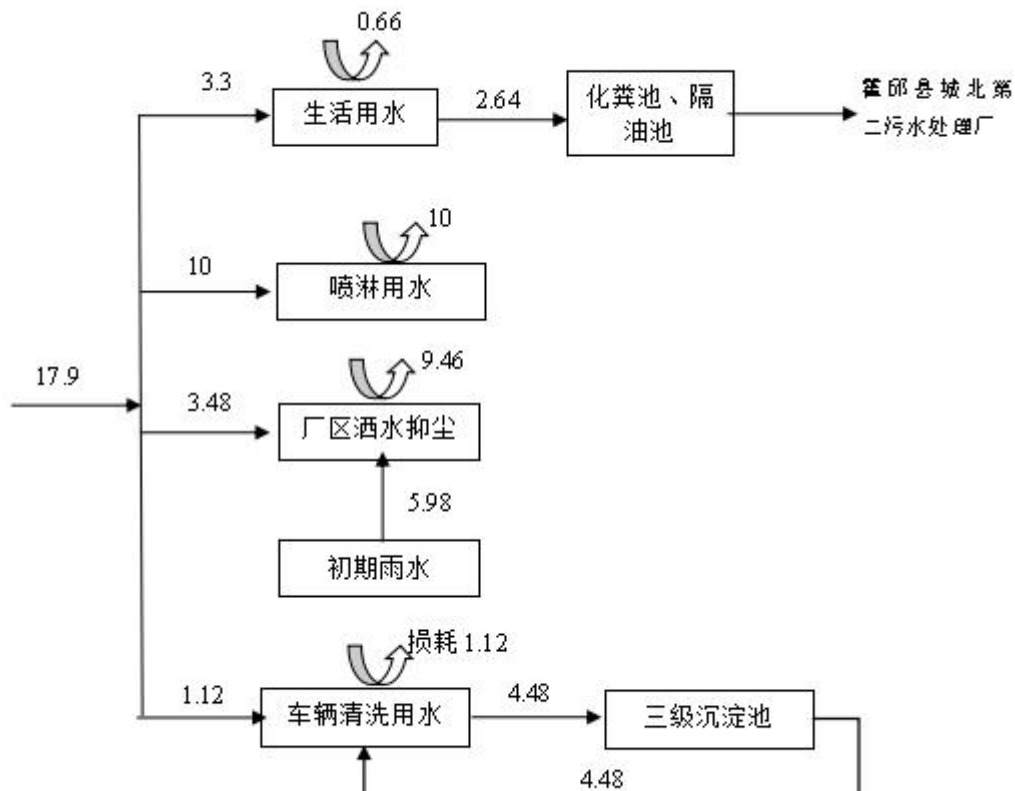 0.66
3.3
生活用水
2.64
化粪池、隔
油池
霍邱县城北第
二污水处理厂
10
10
喷淋用水
17.9
9.46
3.48
厂区洒水抑尘
5.98
初期雨水
损耗 1.12
1.12
车辆清洗用水
4.48
三级沉淀池
4.48